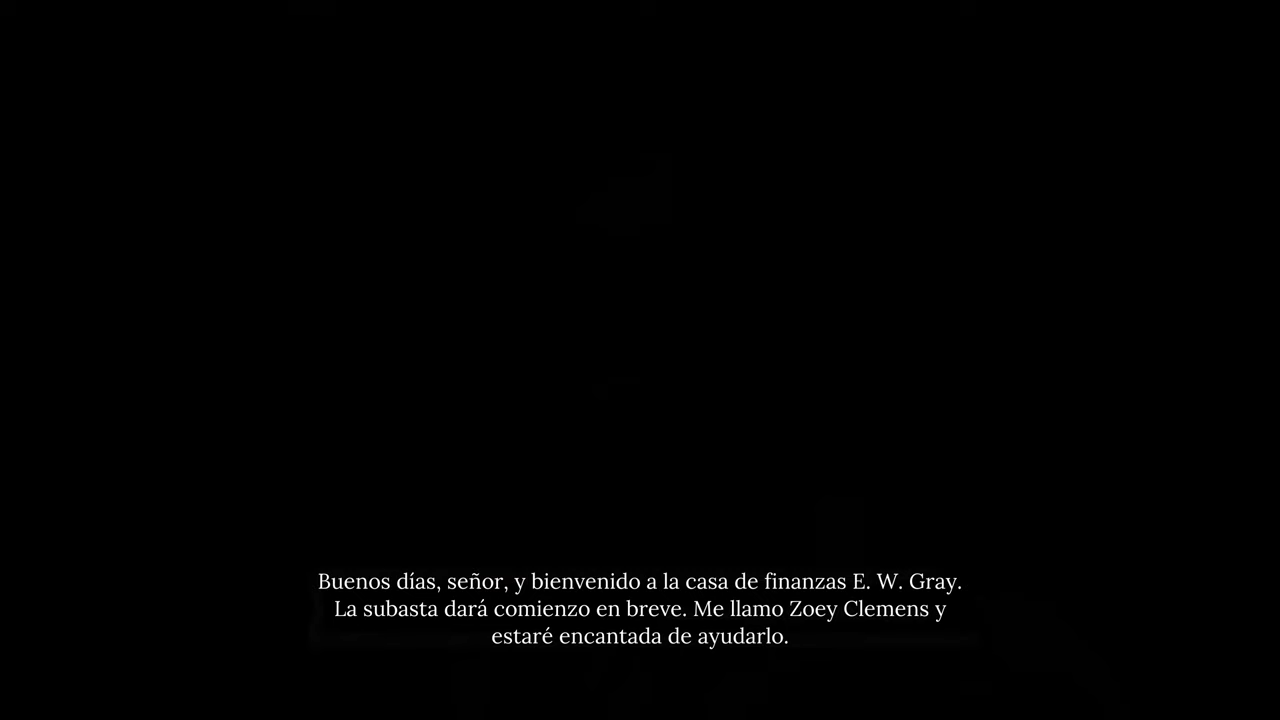 Buenos días, señor, y bienvenido a la casa de finanzas E. W. Gray.
La subasta dará comienzo en breve. Me llamo Zoey Clemens y
estaré encantada de ayudarlo.